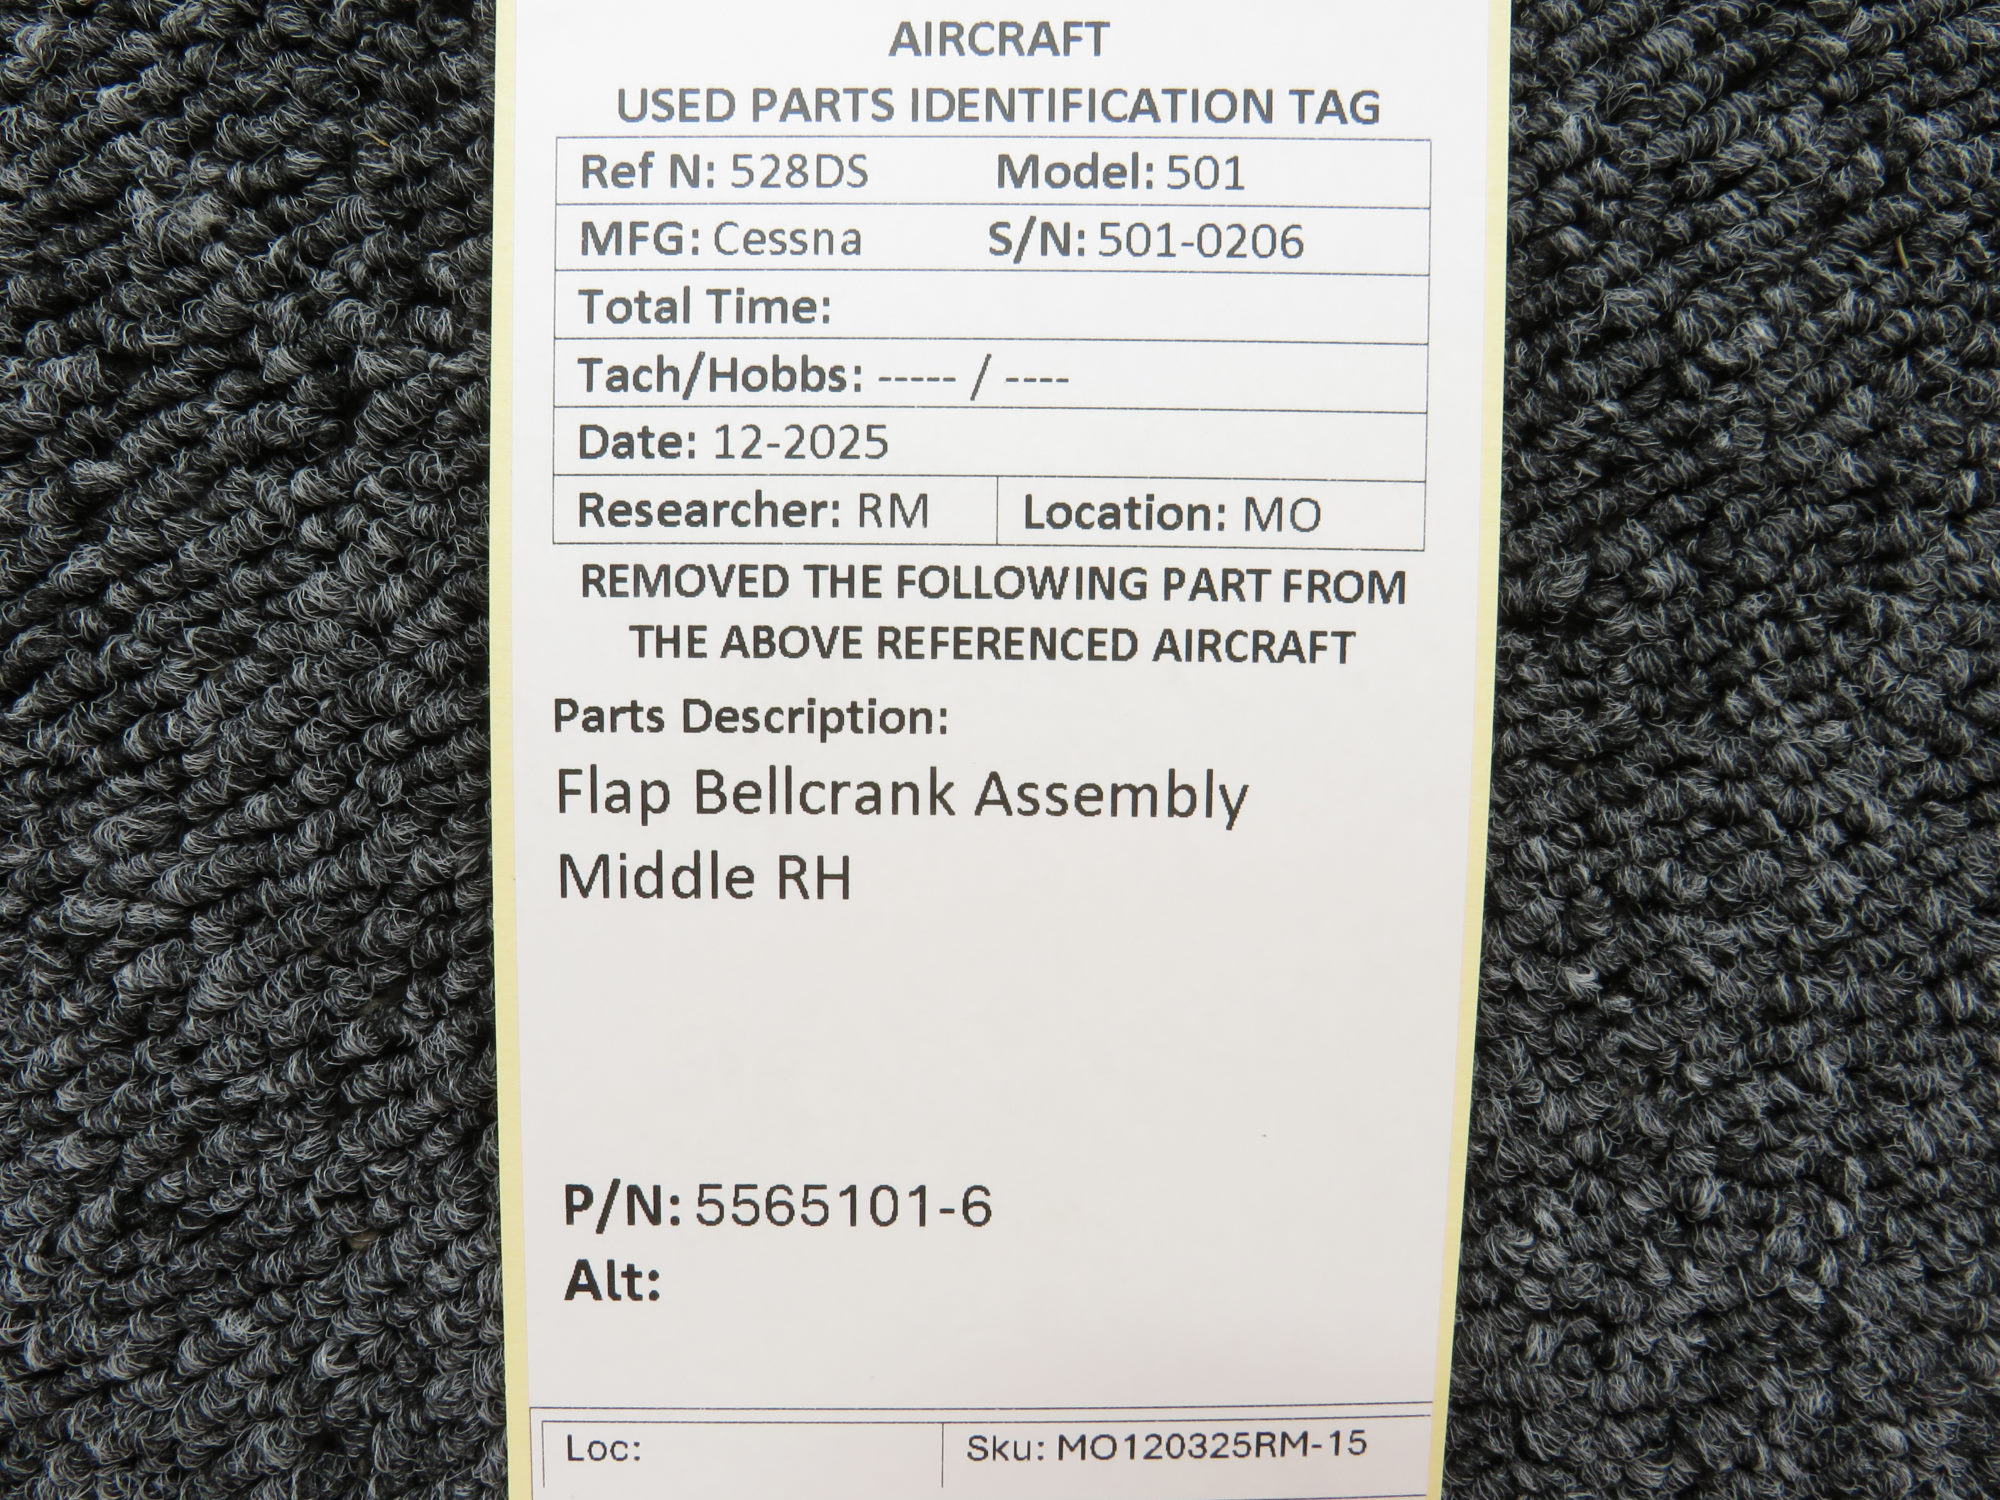 AIRCRAFT
USED PARTS IDENTIFICATION TAG
Ref N: 528DS Model: 501
MFG: Cessna S/N: 501-0206
Total Time:
Tach/Hobbs: ----- / ----
Date: 12-2025
Researcher: RM Location: MO
REMOVED THE FOLLOWING PART FROM
THE ABOVE REFERENCED AIRCRAFT
Parts Description:
Flap Bellcrank Assembly
Middle RH
P/N: 5565101-6
Alt:
Loc: Sku: MO120325RM-15